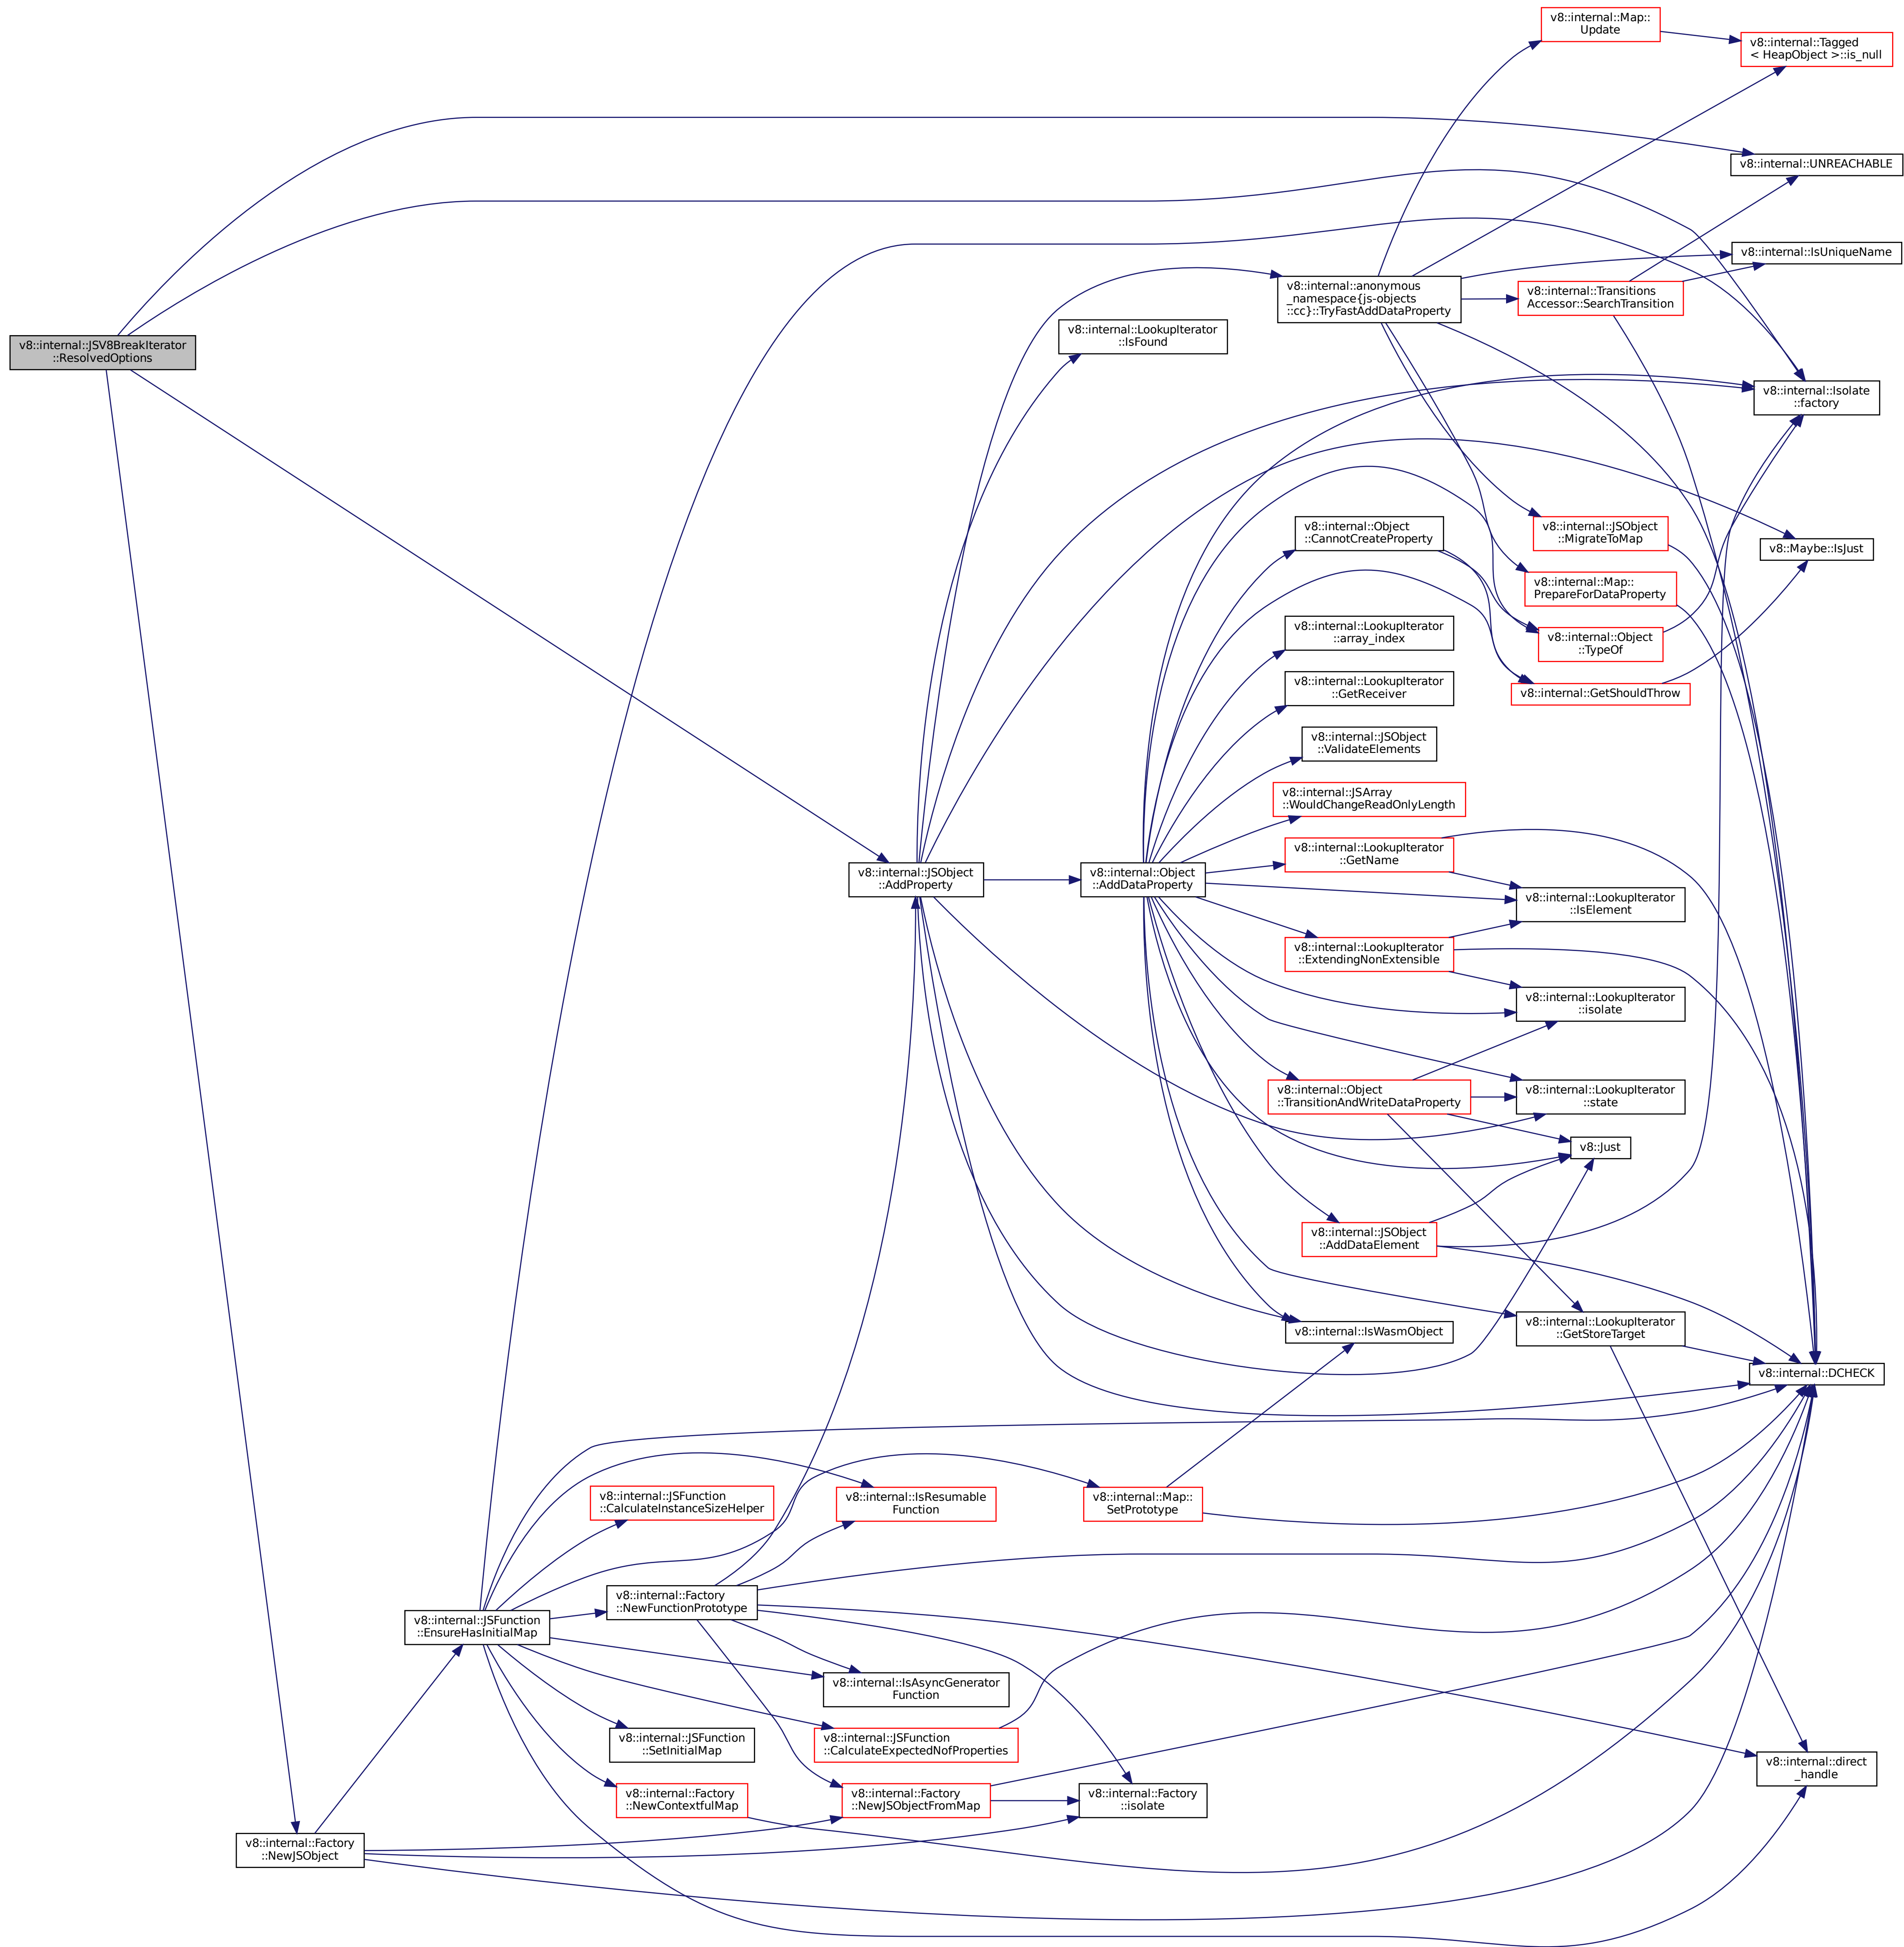 v8::internal::Map::
Update
v8::internal::Tagged
< HeapObject >::is_null
v8::internal::UNREACHABLE
v8::internal::IsUniqueName
v8::internal::anonymous
_namespace{js-objects
::cc}::TryFastAddDataProperty
v8::internal::Transitions
Accessor::SearchTransition
v8::internal::LookupIterator
::IsFound
v8::internal::JSV8BreakIterator
::ResolvedOptions
v8::internal::Isolate
::factory
v8::internal::Object
::CannotCreateProperty
v8::internal::JSObject
::MigrateToMap
v8::Maybe::IsJust
v8::internal::Map::
PrepareForDataProperty
v8::internal::LookupIterator
::array_index
v8::internal::Object
::TypeOf
v8::internal::LookupIterator
::GetReceiver
v8::internal::GetShouldThrow
v8::internal::JSObject
::ValidateElements
v8::internal::JSArray
::WouldChangeReadOnlyLength
v8::internal::LookupIterator
::GetName
v8::internal::JSObject
::AddProperty
v8::internal::Object
::AddDataProperty
v8::internal::LookupIterator
::IsElement
v8::internal::LookupIterator
::ExtendingNonExtensible
v8::internal::LookupIterator
::isolate
v8::internal::Object
::TransitionAndWriteDataProperty
v8::internal::LookupIterator
::state
v8::Just
v8::internal::JSObject
::AddDataElement
v8::internal::IsWasmObject
v8::internal::LookupIterator
::GetStoreTarget
v8::internal::DCHECK
v8::internal::JSFunction
::CalculateInstanceSizeHelper
v8::internal::IsResumable
Function
v8::internal::Map::
SetPrototype
v8::internal::JSFunction
::EnsureHasInitialMap
v8::internal::Factory
::NewFunctionPrototype
v8::internal::IsAsyncGenerator
Function
v8::internal::JSFunction
::SetInitialMap
v8::internal::JSFunction
::CalculateExpectedNofProperties
v8::internal::direct
_handle
v8::internal::Factory
::NewContextfulMap
v8::internal::Factory
::NewJSObjectFromMap
v8::internal::Factory
::isolate
v8::internal::Factory
::NewJSObject